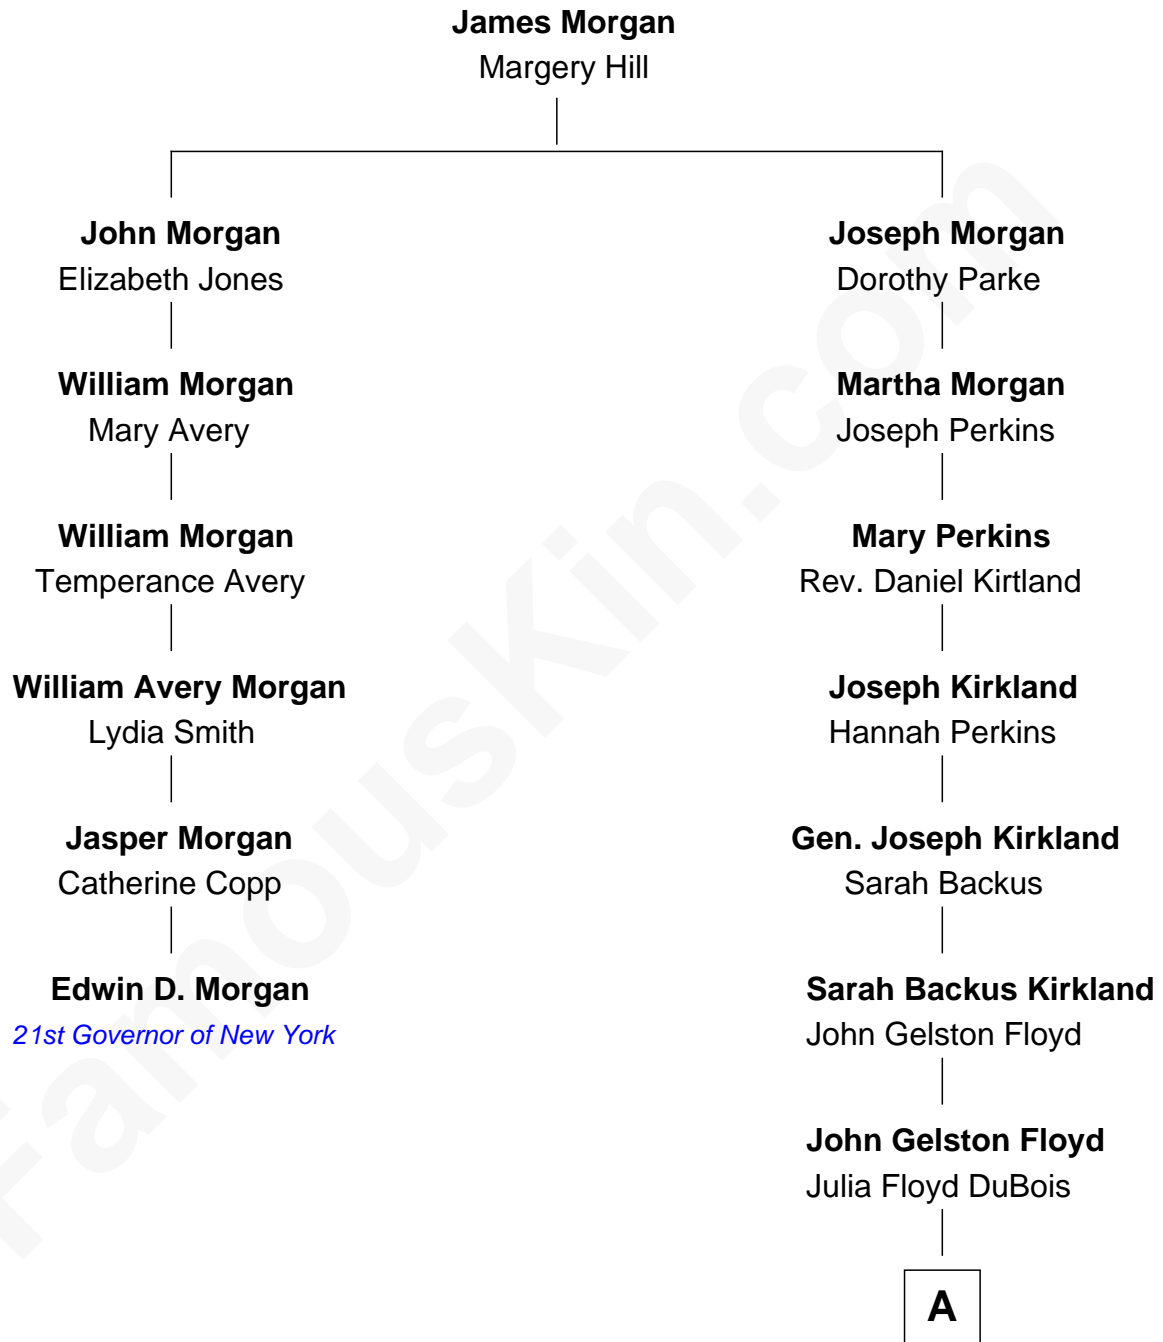 James Morgan
Margery Hill
John Morgan
Elizabeth Jones
Joseph Morgan
Dorothy Parke
William Morgan
Mary Avery
Martha Morgan
Joseph Perkins
William Morgan
Temperance Avery
Mary Perkins
Rev. Daniel Kirtland
William Avery Morgan
Lydia Smith
Joseph Kirkland
Hannah Perkins
Jasper Morgan
Catherine Copp
Gen. Joseph Kirkland
Sarah Backus
Edwin D. Morgan
21st Governor of New York
Sarah Backus Kirkland
John Gelston Floyd
John Gelston Floyd
Julia Floyd DuBois
A
FamousKin.com